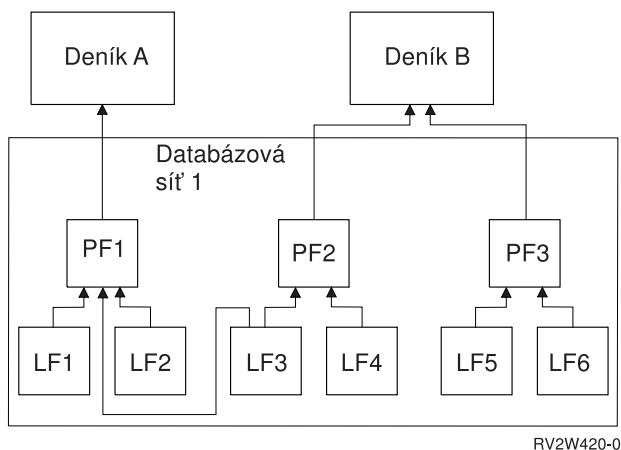 Deník A
Deník B
Databázová
síť 1
PF1
PF2
PF3
LF1
LF2
LF3
LF4
LF5
LF6
RV2W420-0